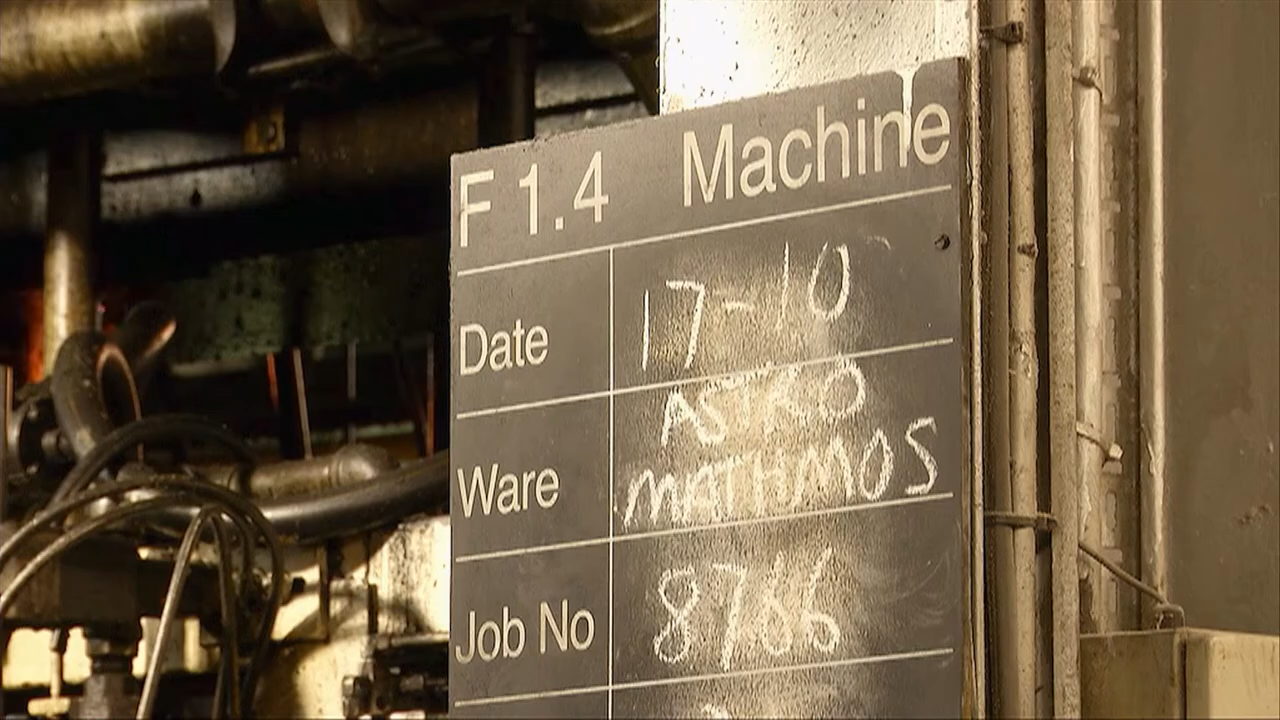 F 1.4 Machine
Date 17-10
Ware ASTRO
MATHMOS
Job No 8766